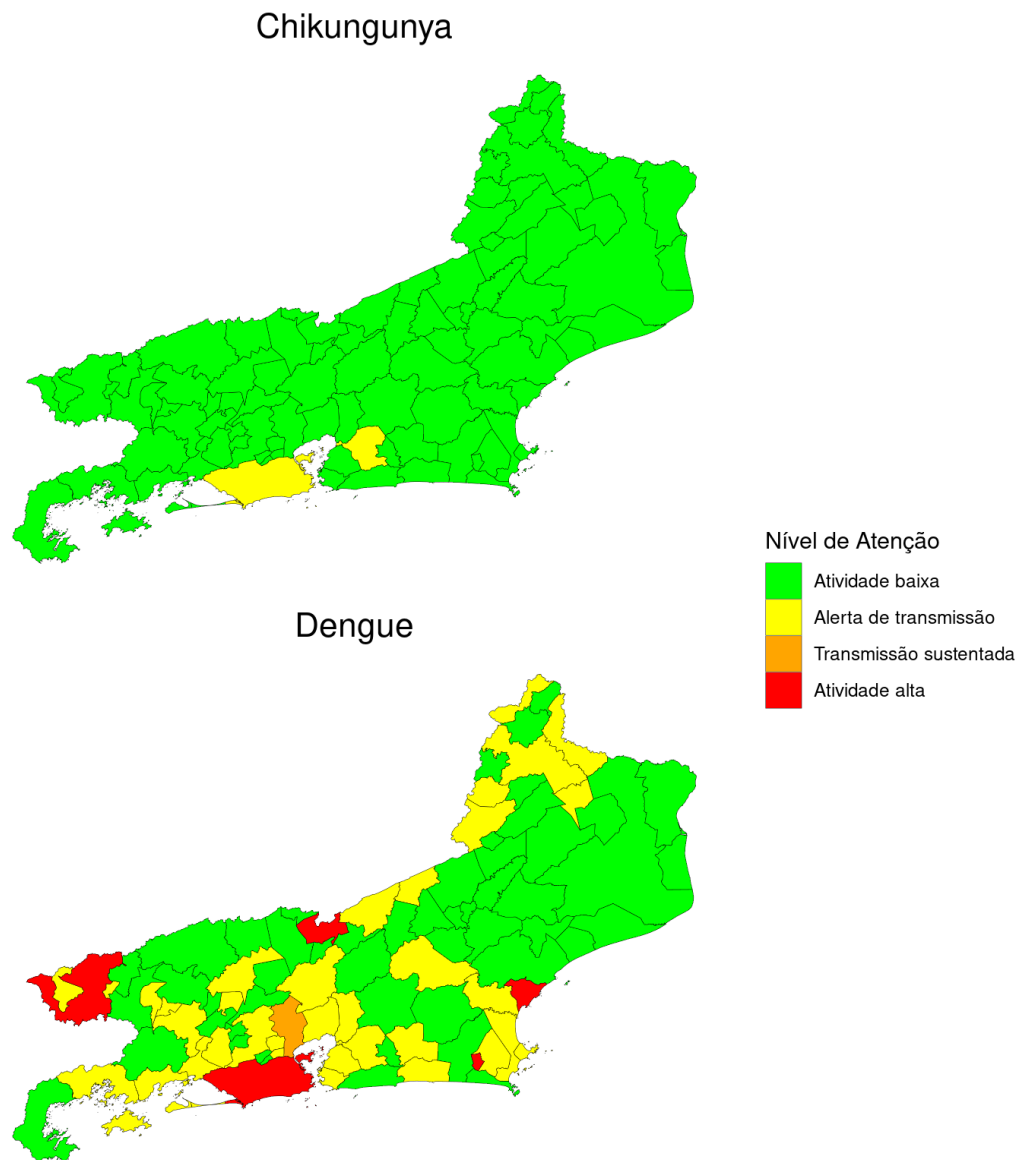 Chikungunya
Dengue
Nível de Atenção
Atividade baixa
Alerta de transmissão
Transmissão sustentada
Atividade alta